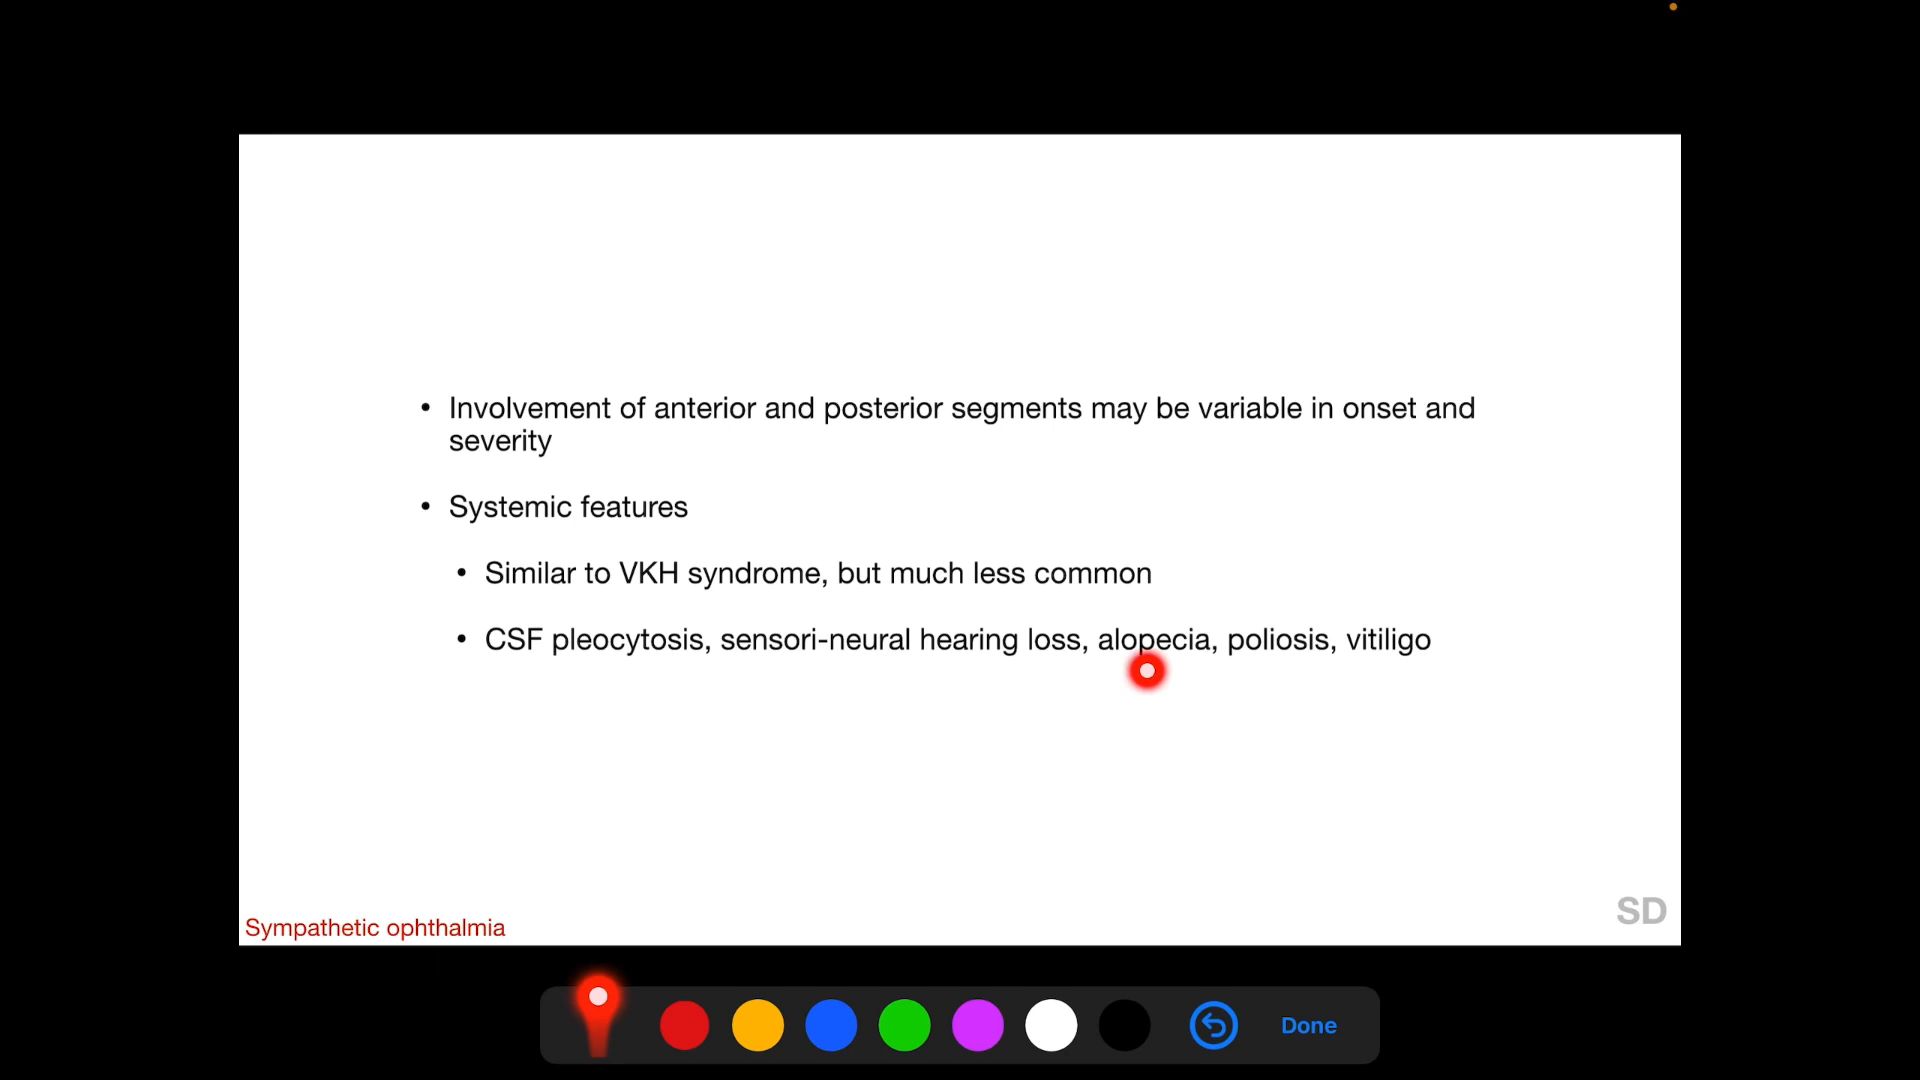 • Involvement of anterior and posterior segments may be variable in onset and
severity
• Systemic features
• Similar to VKH syndrome, but much less common
• CSF pleocytosis, sensori-neural hearing loss, alopecia, poliosis, vitiligo
SD
Sympathetic ophthalmia
Done